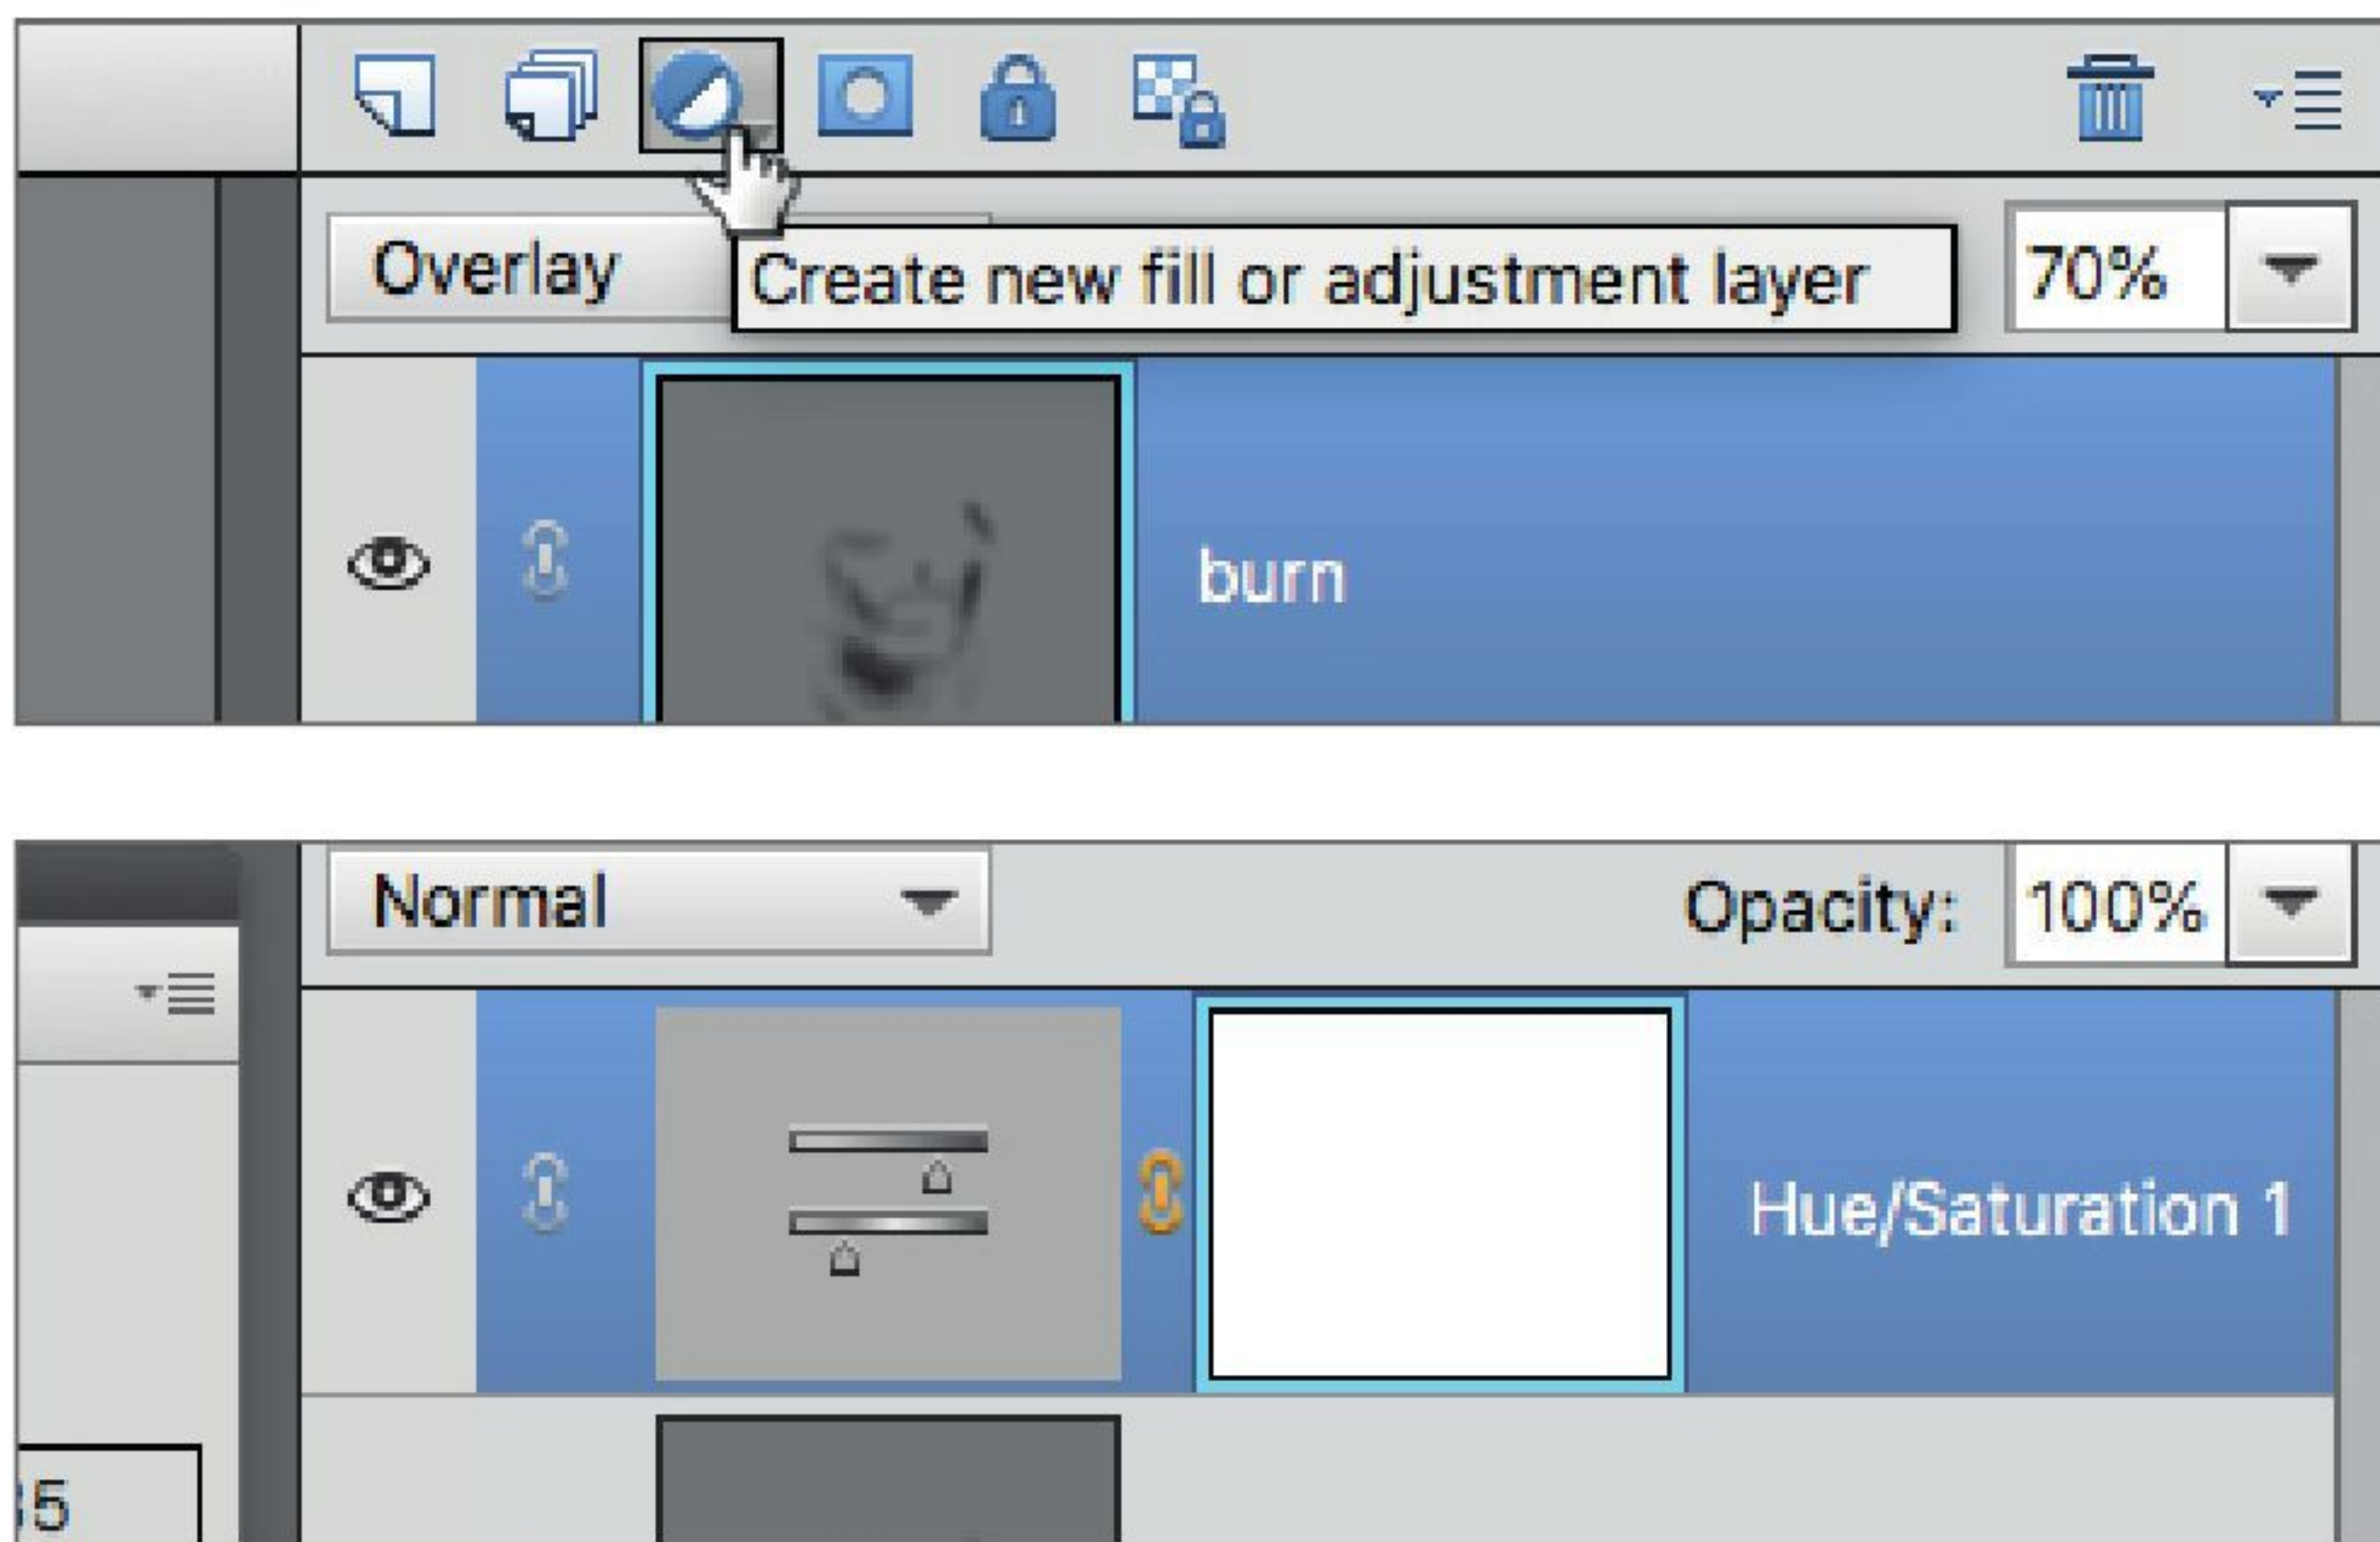 Overlay
Create new fill or adjustment layer
70%
burn
Normal
Opacity: 100%
Hue/Saturation 1